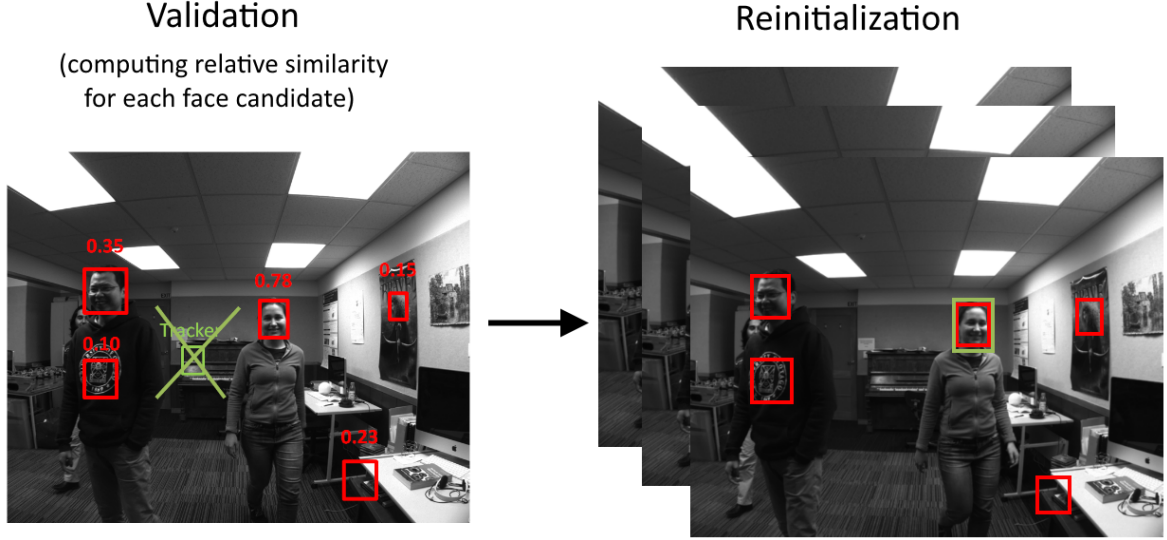 Validation
(computing relative similarity
for each face candidate)
Reinitialization
0.35
0.78
0.15
Tracker
0.10
0.23